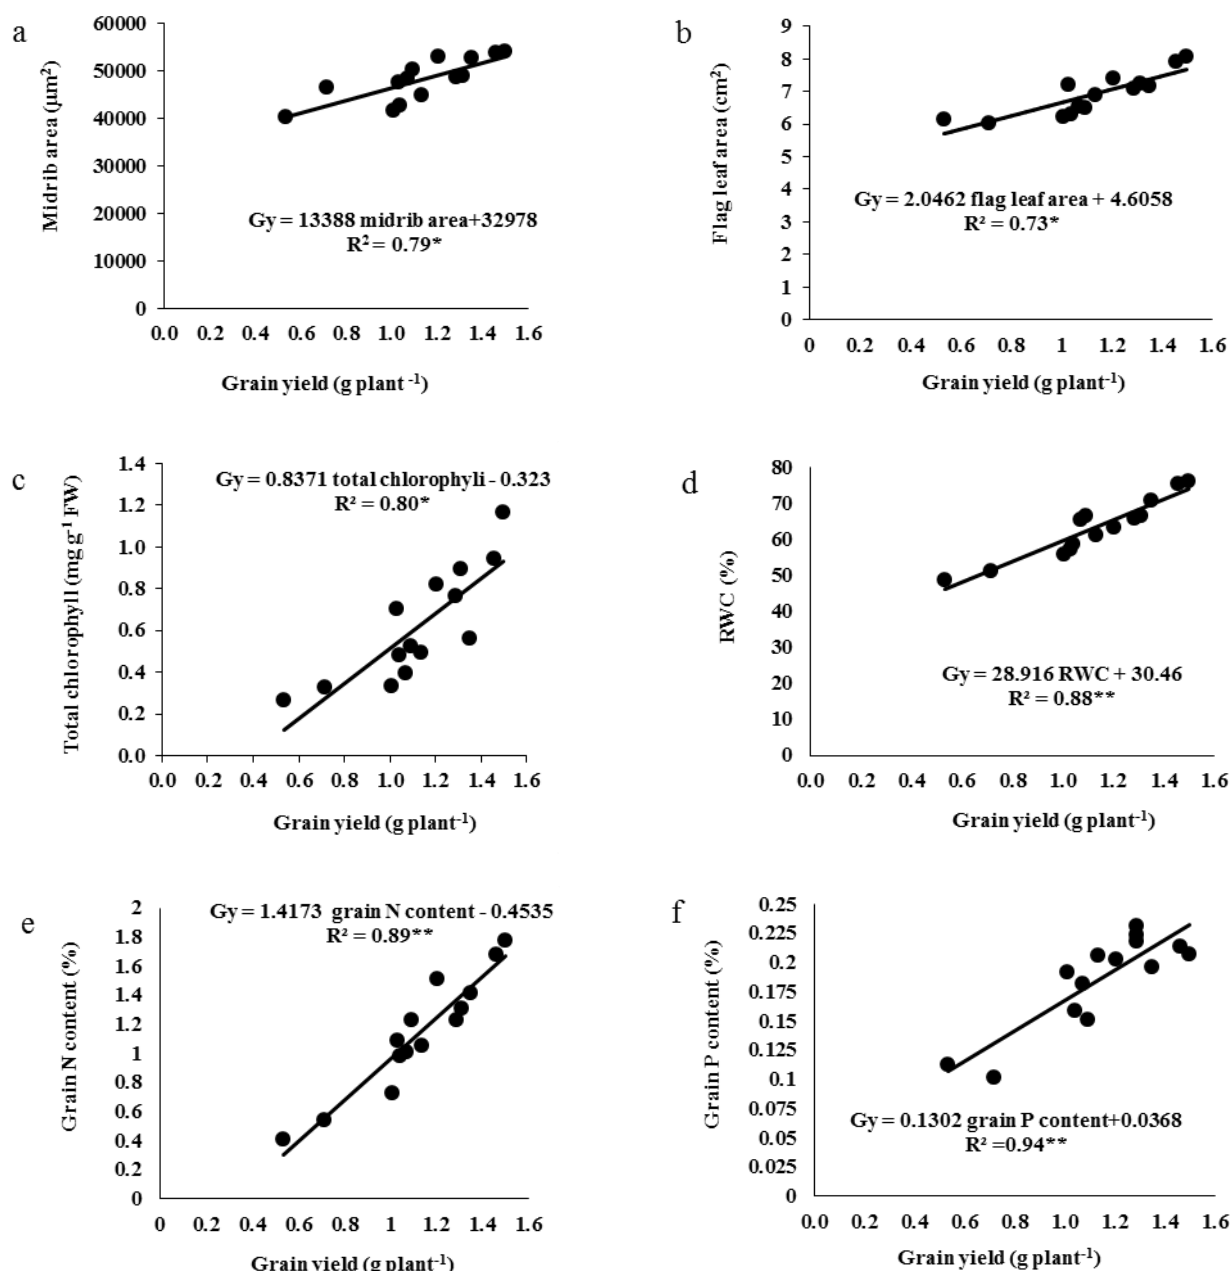 a
Midrib area (µm²)
60000
50000
40000
30000
20000
10000
0
Gy = 13388 midrib area+32978
R² = 0.79*
0.0 0.2 0.4 0.6 0.8 1.0 1.2 1.4 1.6
Grain yield (g plant ⁻¹)
b
Flag leaf area (cm²)
9
8
7
6
5
4
3
2
1
0
Gy = 2.0462 flag leaf area + 4.6058
R² = 0.73*
0 0.2 0.4 0.6 0.8 1 1.2 1.4 1.6
Grain yield (g plant⁻¹)
c
Total chlorophyll (mg g⁻¹ FW)
1.4
1.2
1.0
0.8
0.6
0.4
0.2
0.0
Gy = 0.8371 total chlorophyli - 0.323
R² = 0.80*
0.0 0.2 0.4 0.6 0.8 1.0 1.2 1.4 1.6
Grain yield (g plant⁻¹)
d
RWC (%)
80
70
60
50
40
30
20
10
0
Gy = 28.916 RWC + 30.46
R² = 0.88**
0.0 0.2 0.4 0.6 0.8 1.0 1.2 1.4 1.6
Grain yield (g plant⁻¹)
e
Grain N content (%)
2
1.8
1.6
1.4
1.2
1
0.8
0.6
0.4
0.2
0
Gy = 1.4173 grain N content - 0.4535
R² = 0.89**
0 0.2 0.4 0.6 0.8 1 1.2 1.4 1.6
Grain yield (g plant⁻¹)
f
Grain P content (%)
0.25
0.225
0.2
0.175
0.15
0.125
0.1
0.075
0.05
0.025
0
Gy = 0.1302 grain P content+0.0368
R² =0.94**
0.0 0.2 0.4 0.6 0.8 1.0 1.2 1.4 1.6
Grain yield (g plant⁻¹)